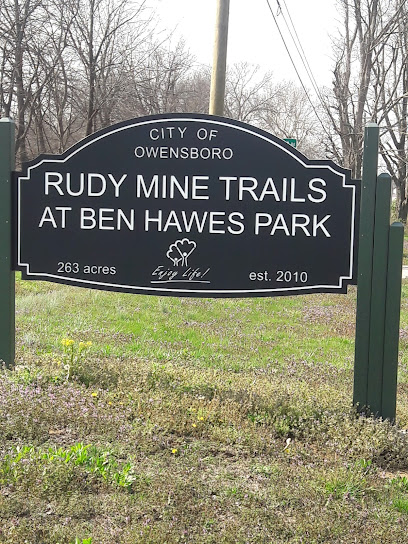 CITY OF
OWENSBORO
RUDY MINE TRAILS
AT BEN HAWES PARK
263 acres
Enjoy Life!
est. 2010